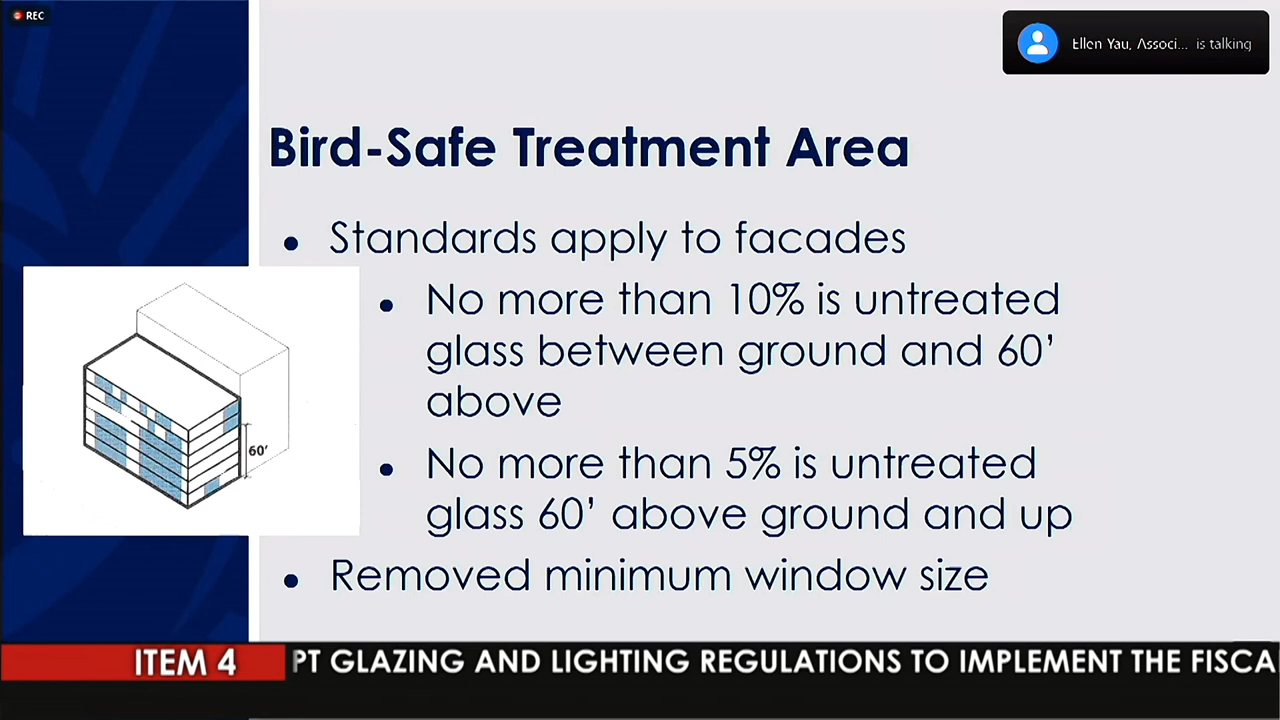 REC
Ellen Yau, Associ... is talking
Bird-Safe Treatment Area
• Standards apply to facades
• No more than 10% is untreated
glass between ground and 60'
above
• No more than 5% is untreated
glass 60' above ground and up
• Removed minimum window size
60'
ITEM 4
PT GLAZING AND LIGHTING REGULATIONS TO IMPLEMENT THE FISCA